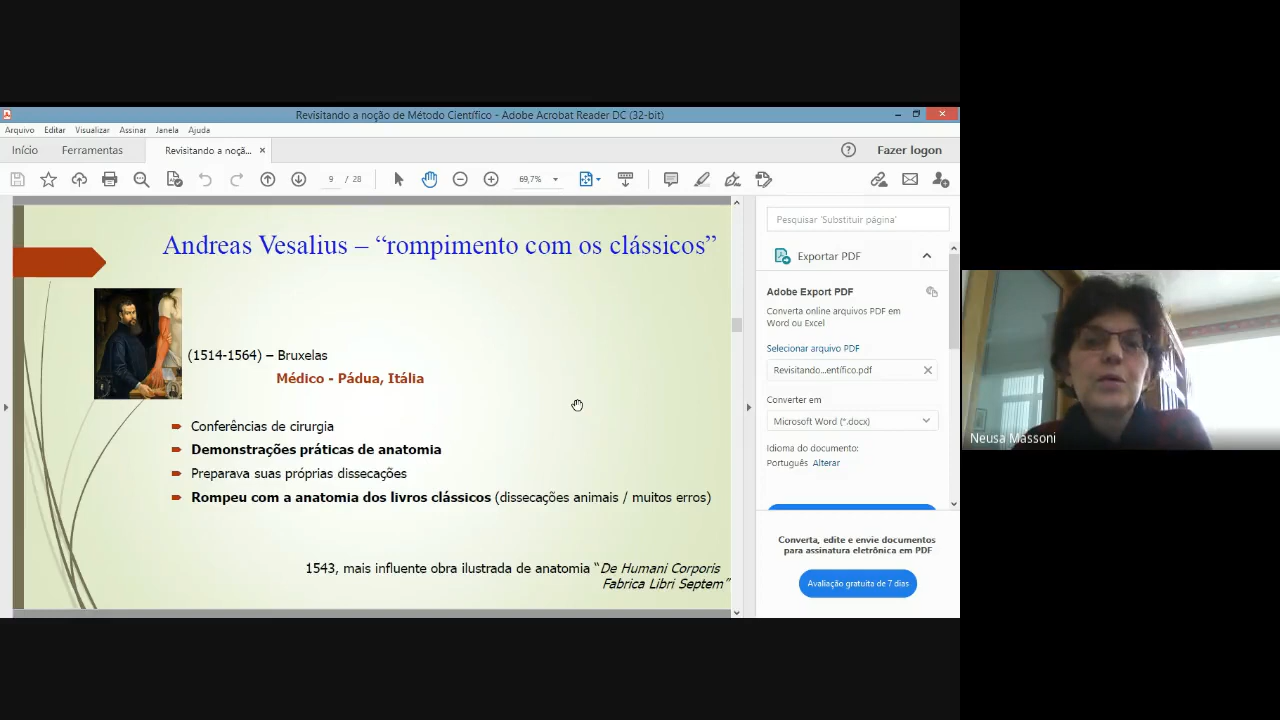 Revisitando a noção de Método Científico - Adobe Acrobat Reader DC (32-bit)
Arquivo Editar Visualizar Assinar Janela Ajuda
Início Ferramentas Revisitando a noçã... × Fazer logon
9 / 28 69,7%
Andreas Vesalius – “rompimento com os clássicos”
(1514-1564) – Bruxelas
Médico - Pádua, Itália
Conferências de cirurgia
Demonstrações práticas de anatomia
Preparava suas próprias dissecações
Rompeu com a anatomia dos livros clássicos (dissecações animais / muitos erros)
1543, mais influente obra ilustrada de anatomia “De Humani Corporis
Fabrica Libri Septem”
Pesquisar 'Substituir página'
Exportar PDF
Adobe Export PDF
Converta online arquivos PDF em
Word ou Excel
Selecionar arquivo PDF
Revisitando...entífico.pdf
Converter em
Microsoft Word (*.docx)
Idioma do documento:
Português Alterar
Converta, edite e envie documentos
para assinatura eletrônica em PDF
Avaliação gratuita de 7 dias
Neusa Massoni